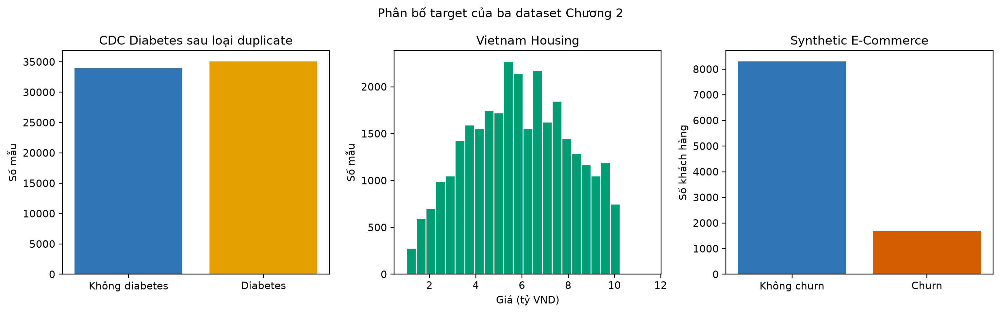 Phân bố target của ba dataset Chương 2
CDC Diabetes sau loại duplicate
Số mẫu
35000
30000
25000
20000
15000
10000
5000
0
Không diabetes
Diabetes
Vietnam Housing
Số mẫu
2000
1500
1000
500
0
2
4
6
8
10
12
Giá (tỷ VND)
Synthetic E-Commerce
Số khách hàng
8000
7000
6000
5000
4000
3000
2000
1000
0
Không churn
Churn